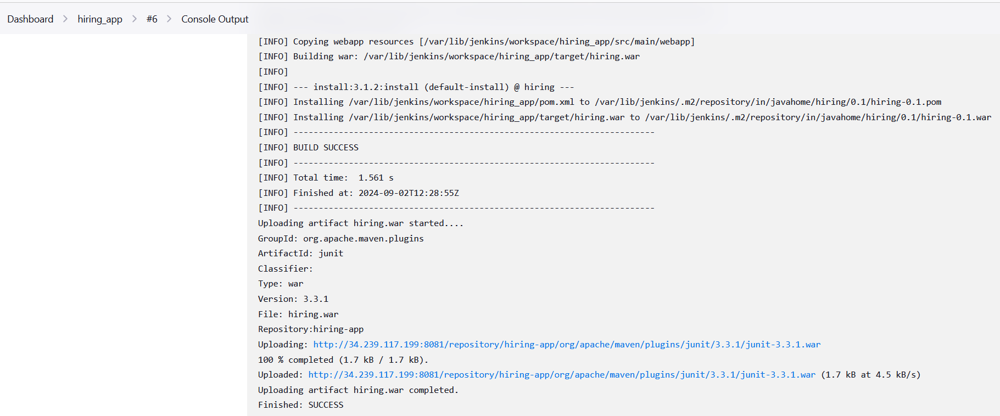 Dashboard > hiring_app > #6 > Console Output
[INFO] Copying webapp resources [/var/lib/jenkins/workspace/hiring_app/src/main/webapp]
[INFO] Building war: /var/lib/jenkins/workspace/hiring_app/target/hiring.war
[INFO]
[INFO] --- install:3.1.2:install (default-install) @ hiring ---
[INFO] Installing /var/lib/jenkins/workspace/hiring_app/pom.xml to /var/lib/jenkins/.m2/repository/in/javahome/hiring/0.1/hiring-0.1.pom
[INFO] Installing /var/lib/jenkins/workspace/hiring_app/target/hiring.war to /var/lib/jenkins/.m2/repository/in/javahome/hiring/0.1/hiring-0.1.war
[INFO] ------------------------------------------------------------------------
[INFO] BUILD SUCCESS
[INFO] ------------------------------------------------------------------------
[INFO] Total time:  1.561 s
[INFO] Finished at: 2024-09-02T12:28:55Z
[INFO] ------------------------------------------------------------------------
Uploading artifact hiring.war started....
GroupId: org.apache.maven.plugins
ArtifactId: junit
Classifier:
Type: war
Version: 3.3.1
File: hiring.war
Repository:hiring-app
Uploading: http://34.239.117.199:8081/repository/hiring-app/org/apache/maven/plugins/junit/3.3.1/junit-3.3.1.war
100 % completed (1.7 kB / 1.7 kB).
Uploaded: http://34.239.117.199:8081/repository/hiring-app/org/apache/maven/plugins/junit/3.3.1/junit-3.3.1.war (1.7 kB at 4.5 kB/s)
Uploading artifact hiring.war completed.
Finished: SUCCESS